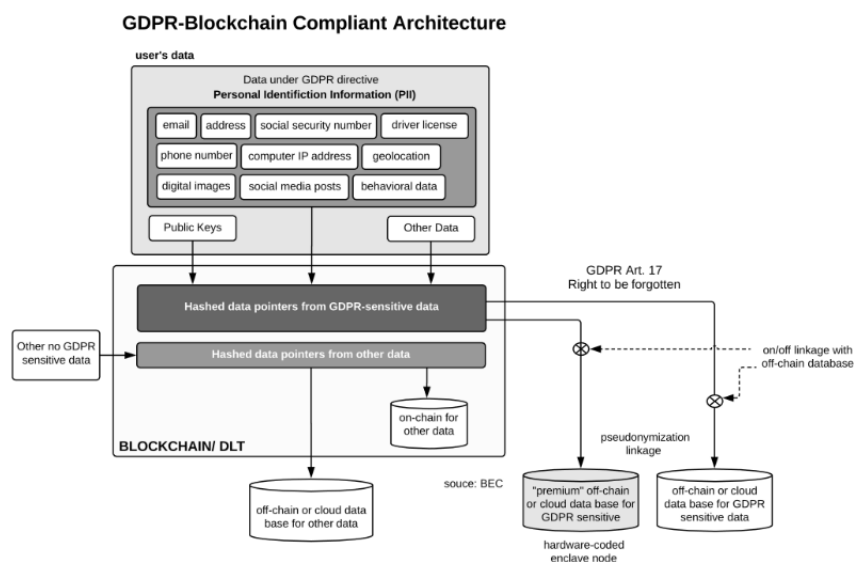 GDPR-Blockchain Compliant Architecture
user's data
Data under GDPR directive
Personal Identifiction Information (PII)
email
address
social security number
driver license
phone number
computer IP address
geolocation
digital images
social media posts
behavioral data
Public Keys
Other Data
GDPR Art. 17
Right to be forgotten
Hashed data pointers from GDPR-sensitive data
Other no GDPR
sensitive data
Hashed data pointers from other data
on/off linkage with
off-chain database
on-chain for
other data
BLOCKCHAIN/ DLT
pseudonymization
linkage
souce: BEC
off-chain or cloud data
base for other data
"premium" off-chain
or cloud data base for
GDPR sensitive
off-chain or cloud
data base for GDPR
sensitive data
hardware-coded
enclave node